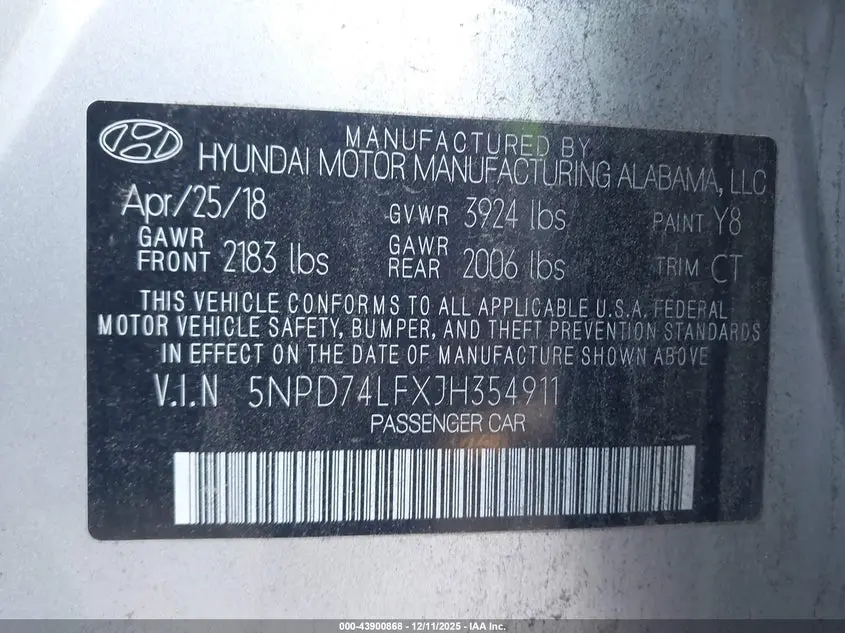 MANUFACTURED BY
HYUNDAI MOTOR MANUFACTURING ALABAMA, LLC
Apr/25/18 GVWR 3924 lbs PAINT Y8
GAWR FRONT 2183 lbs GAWR REAR 2006 lbs TRIM CT
THIS VEHICLE CONFORMS TO ALL APPLICABLE U.S.A. FEDERAL
MOTOR VEHICLE SAFETY, BUMPER, AND THEFT PREVENTION STANDARDS
IN EFFECT ON THE DATE OF MANUFACTURE SHOWN ABOVE
V.I.N 5NPD74LFXJH354911
PASSENGER CAR
000-43900868 - 12/11/2025 - IAA Inc.